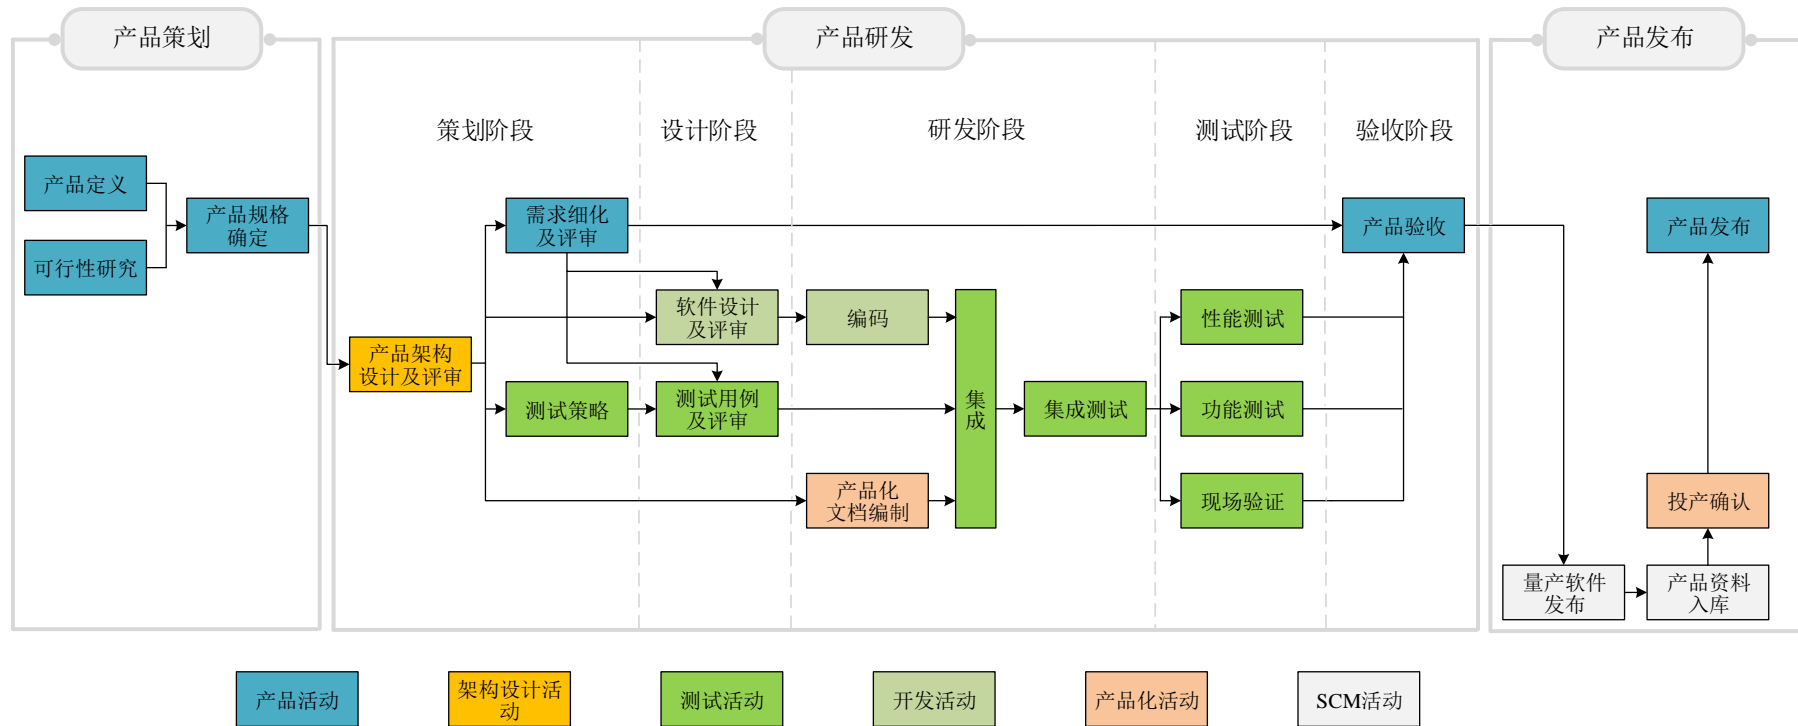 产品策划
产品研发
产品发布
策划阶段
设计阶段
研发阶段
测试阶段
验收阶段
产品定义
可行性研究
产品规格
确定
产品架构
设计及评审
需求细化
及评审
测试策略
软件设计
及评审
测试用例
及评审
编码
产品化
文档编制
集
成
集成测试
性能测试
功能测试
现场验证
产品验收
量产软件
发布
产品资料
入库
投产确认
产品发布
产品活动
架构设计活
动
测试活动
开发活动
产品化活动
SCM活动